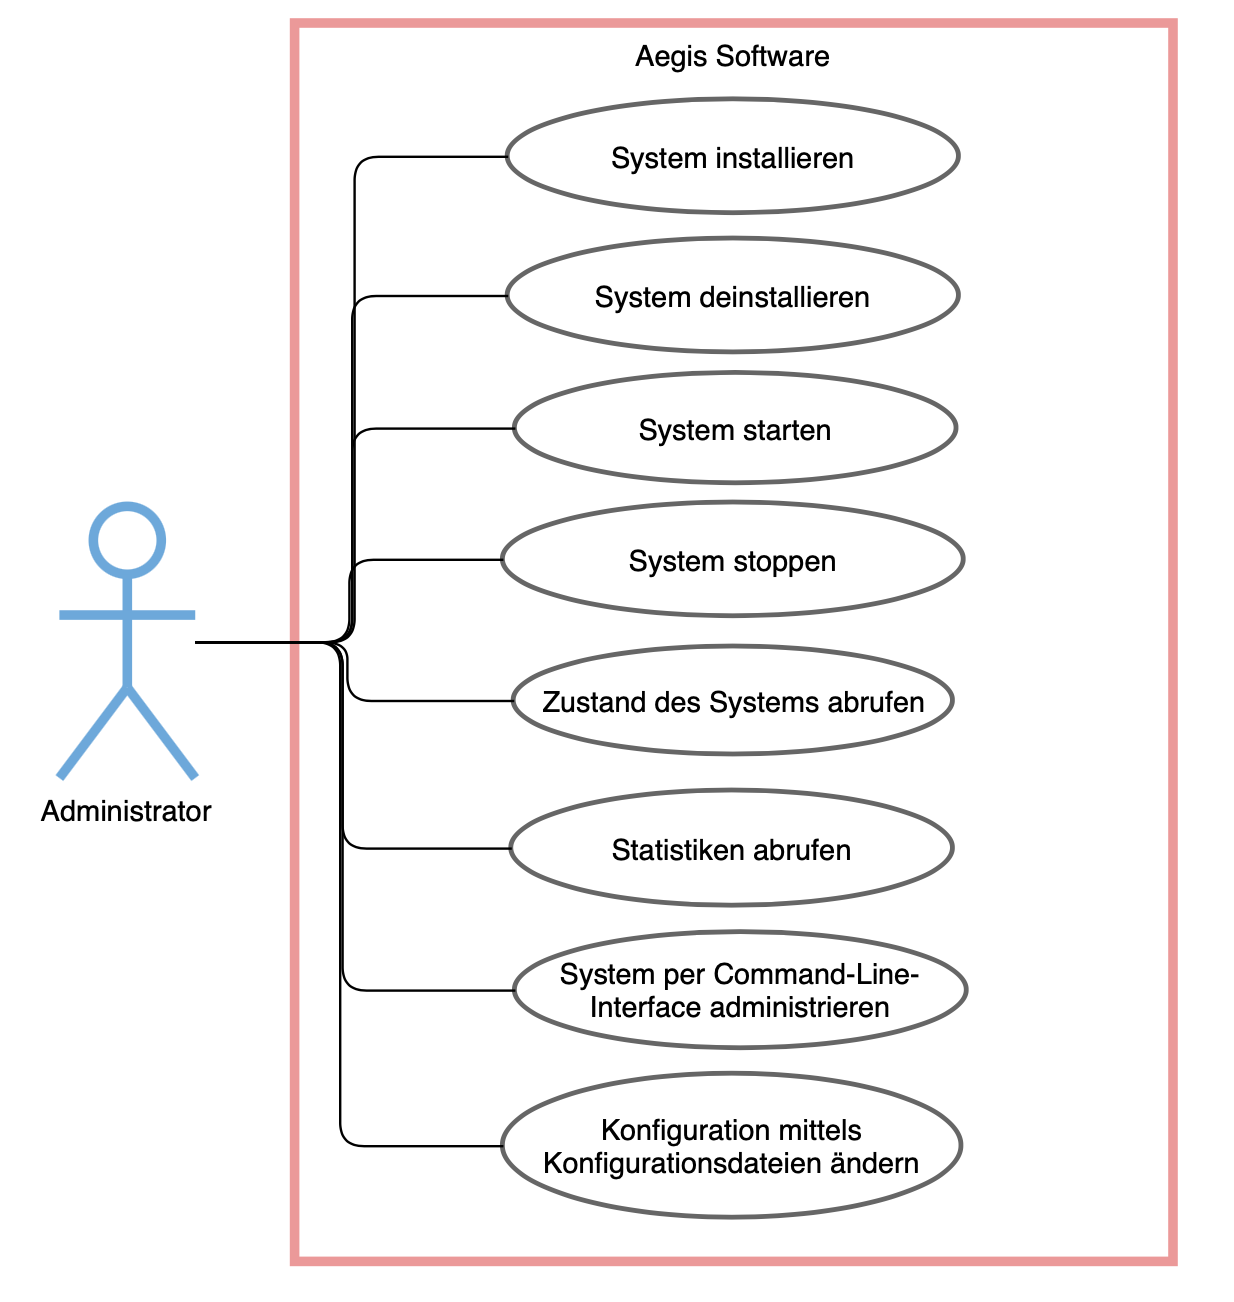 Aegis Software
System installieren
System deinstallieren
System starten
System stoppen
Zustand des Systems abrufen
Administrator
Statistiken abrufen
System per Command-Line-
Interface administrieren
Konfiguration mittels
Konfigurationsdateien ändern